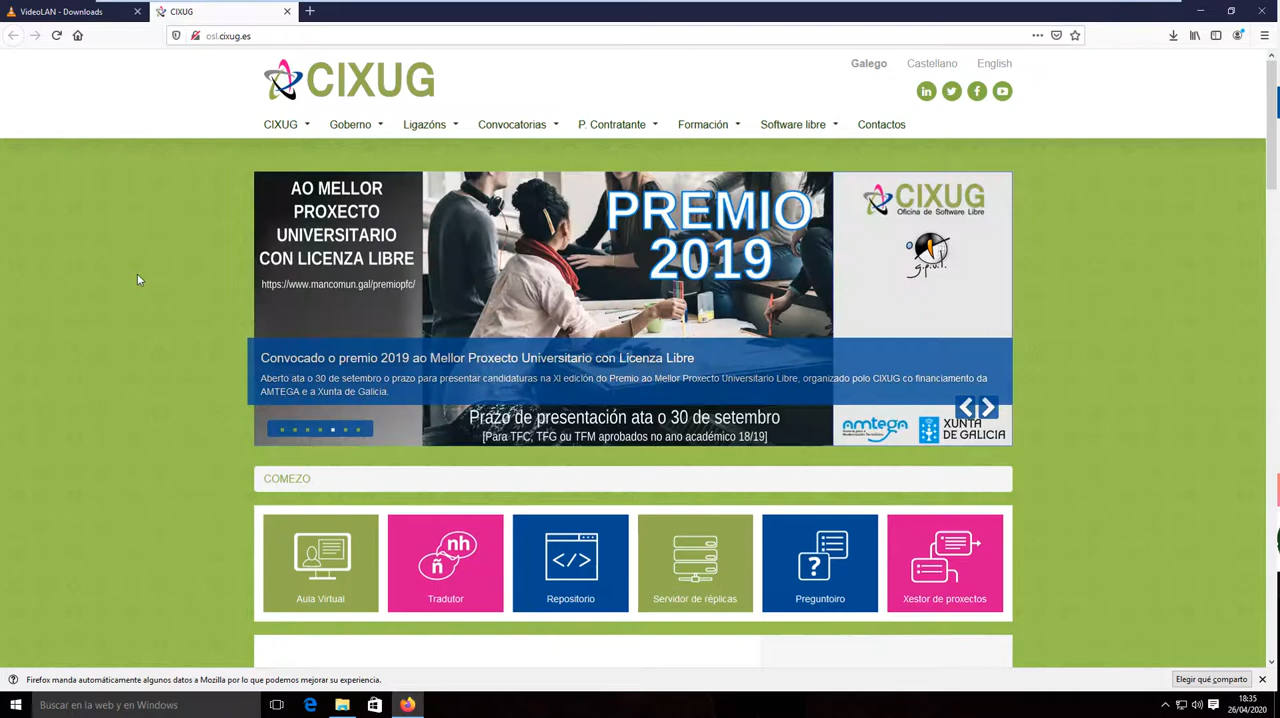 VideoLAN - Downloads
CIXUG
osl.cixug.es
CIXUG
Galego Castellano English
CIXUG Goberno Ligazóns Convocatorias P. Contratante Formación Software libre Contactos
AO MELLOR
PROXECTO
UNIVERSITARIO
CON LICENZA LIBRE
https://www.mancomun.gal/premiopfc/
PREMIO
2019
CIXUG
Oficina de Software Libre
g.p.u.l.
Convocado o premio 2019 ao Mellor Proxecto Universitario con Licenza Libre
Aberto ata o 30 de setembro o prazo para presentar candidaturas na XI edición do Premio ao Mellor Proxecto Universitario Libre, organizado polo CIXUG co financiamento da
AMTEGA e a Xunta de Galicia.
Prazo de presentación ata o 30 de setembro
[Para TFC, TFG ou TFM aprobados no ano académico 18/19]
amtega
XUNTA
DE GALICIA
COMEZO
nh
ñ
</>
?
Aula Virtual
Tradutor
Repositorio
Servidor de réplicas
Preguntoiro
Xestor de proxectos
Firefox manda automáticamente algunos datos a Mozilla por lo que podemos mejorar su experiencia.
Elegir qué comparto
Buscar en la web y en Windows
18:35
26/04/2020